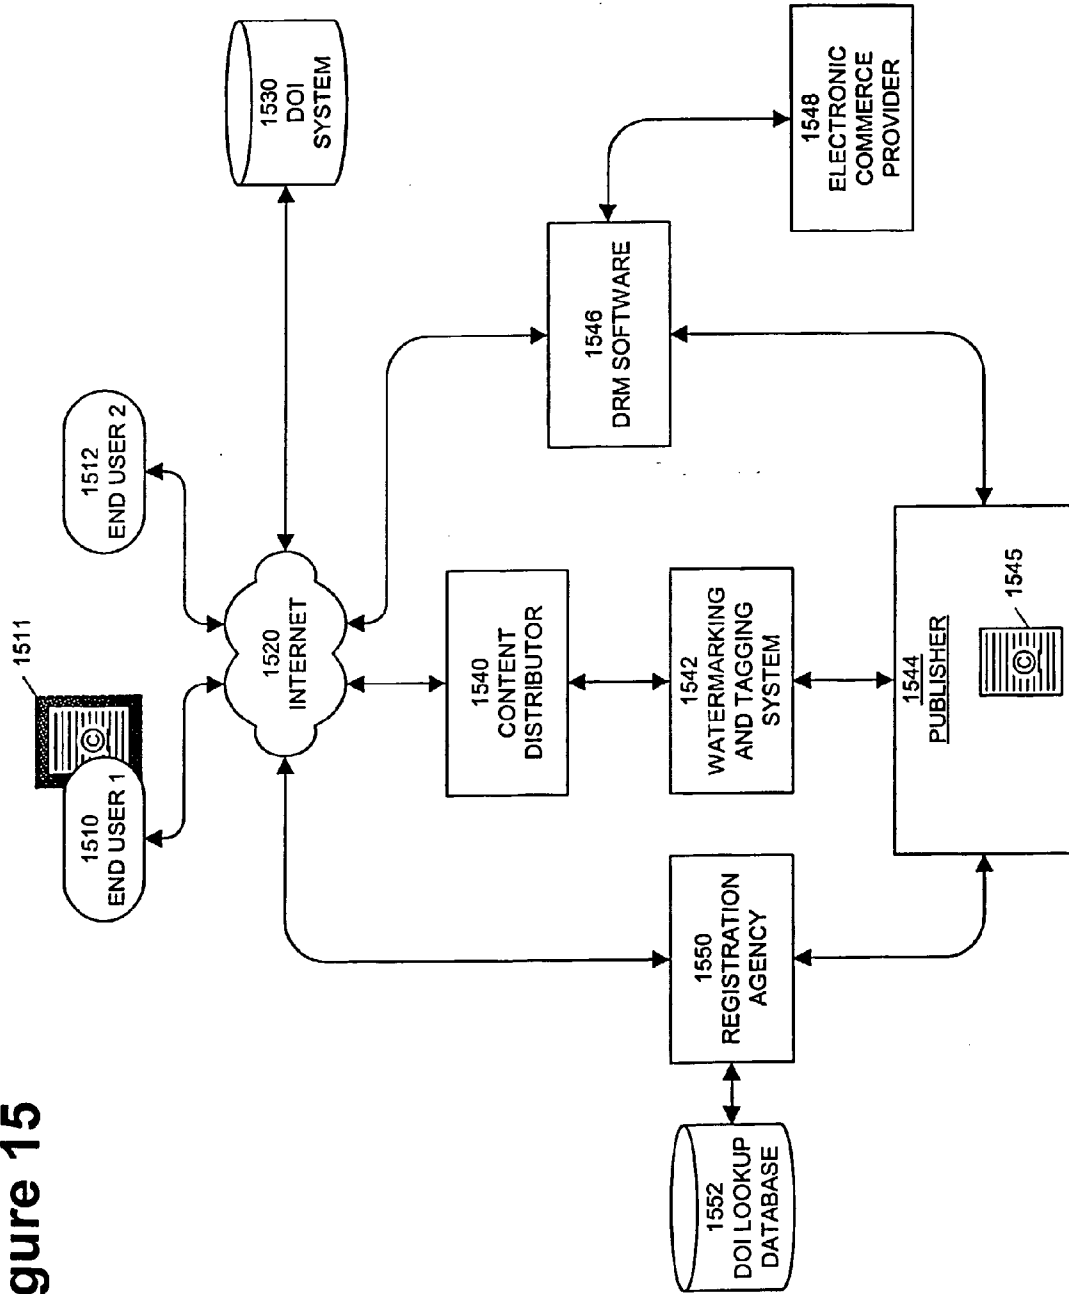 1511
1510
END USER 1
©
1512
END USER 2
1520
INTERNET
1530
DOI
SYSTEM
1540
CONTENT
DISTRIBUTOR
1546
DRM SOFTWARE
1548
ELECTRONIC
COMMERCE
PROVIDER
1552
DOI LOOKUP
DATABASE
1550
REGISTRATION
AGENCY
1542
WATERMARKING
AND TAGGING
SYSTEM
1544
PUBLISHER
1545
©
gure 15